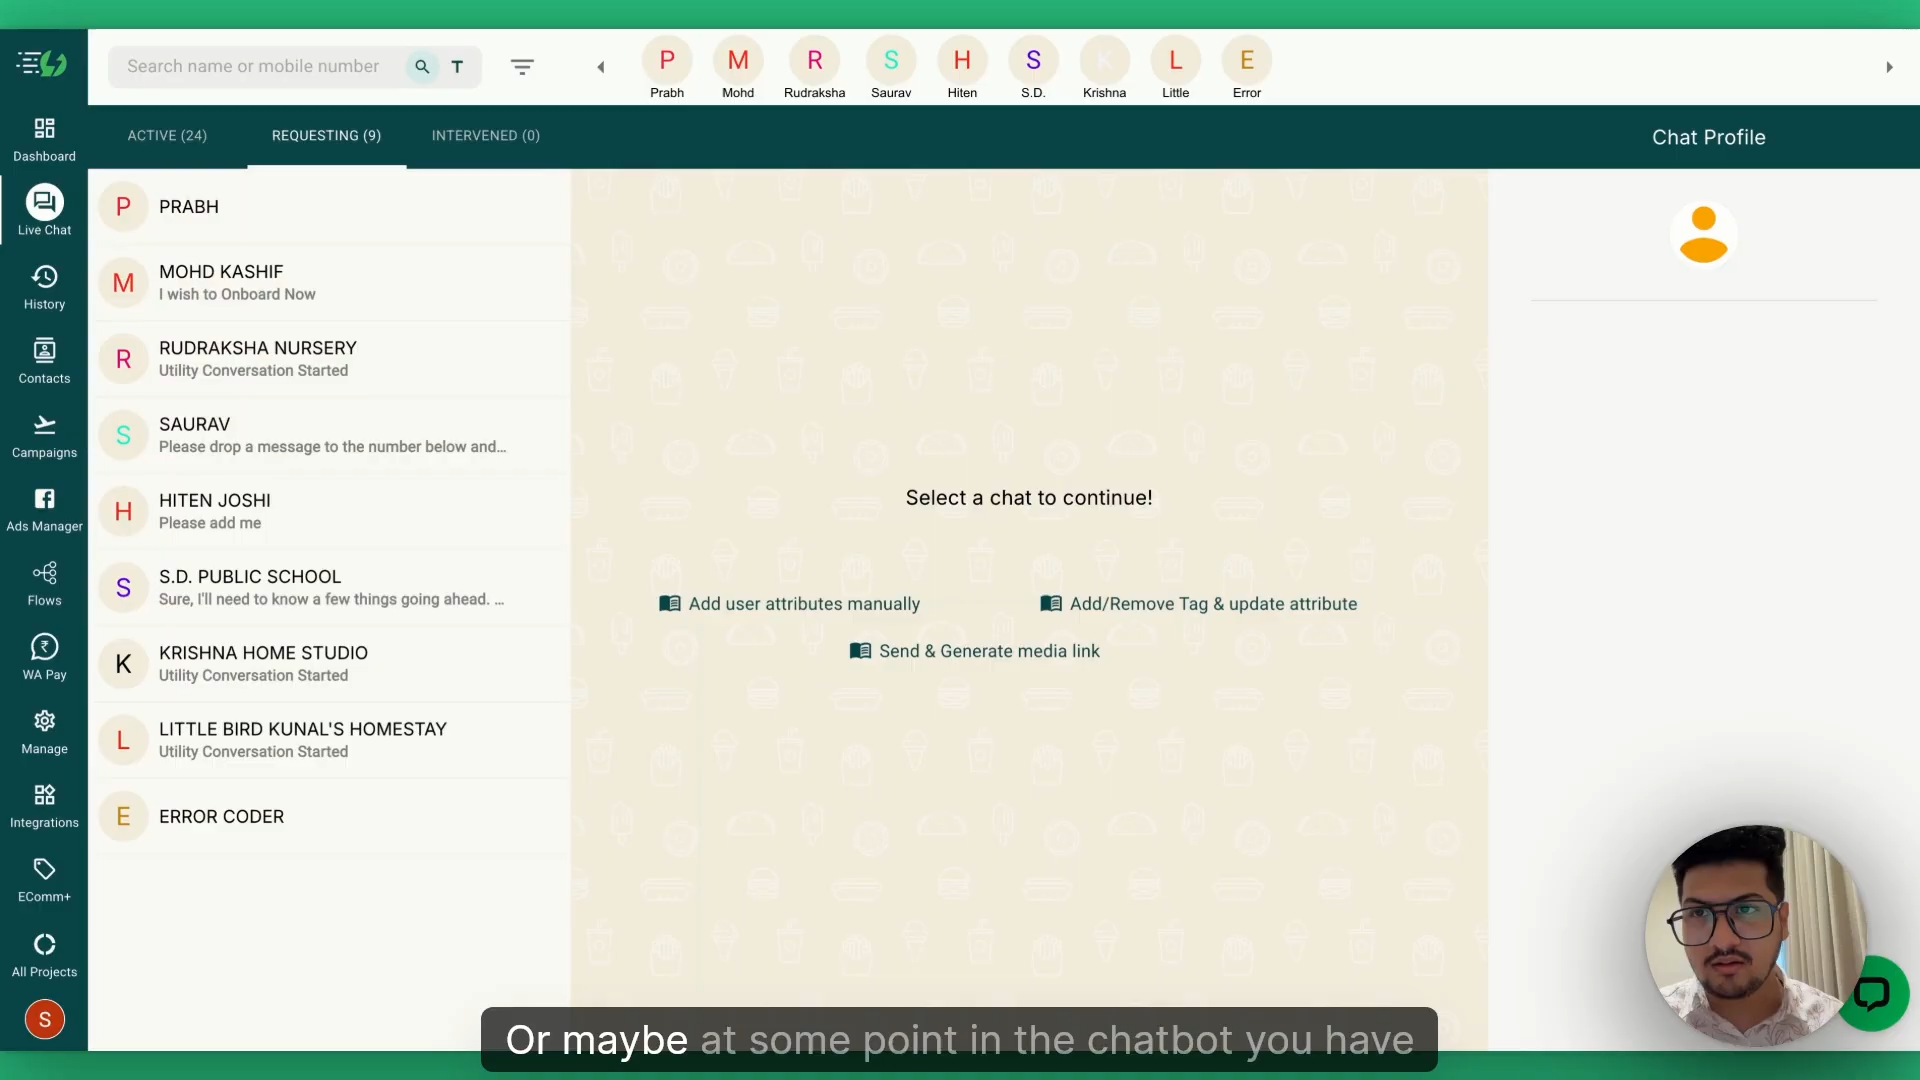 Search name or mobile number
T
P
M
R
S
H
S
K
L
E
Prabh
Mohd
Rudraksha
Saurav
Hiten
S.D.
Krishna
Little
Error
ACTIVE (24)
REQUESTING (9)
INTERVENED (0)
Chat Profile
Dashboard
Live Chat
History
Contacts
Campaigns
Ads Manager
Flows
WA Pay
Manage
Integrations
EComm+
All Projects
S
P
PRABH
M
MOHD KASHIF
I wish to Onboard Now
R
RUDRAKSHA NURSERY
Utility Conversation Started
S
SAURAV
Please drop a message to the number below and...
H
HITEN JOSHI
Please add me
S
S.D. PUBLIC SCHOOL
Sure, I'll need to know a few things going ahead. ...
K
KRISHNA HOME STUDIO
Utility Conversation Started
L
LITTLE BIRD KUNAL'S HOMESTAY
Utility Conversation Started
E
ERROR CODER
Select a chat to continue!
Add user attributes manually
Add/Remove Tag & update attribute
Send & Generate media link
Or maybe at some point in the chatbot you have